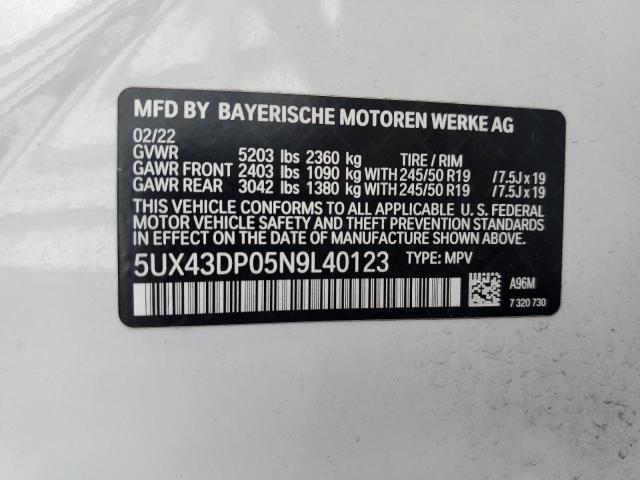 MFD BY BAYERISCHE MOTOREN WERKE AG
02/22
GVWR 5203 lbs 2360 kg TIRE / RIM
GAWR FRONT 2403 lbs 1090 kg WITH 245/50 R19 /7.5J x 19
GAWR REAR 3042 lbs 1380 kg WITH 245/50 R19 /7.5J x 19
THIS VEHICLE CONFORMS TO ALL APPLICABLE U. S. FEDERAL
MOTOR VEHICLE SAFETY AND THEFT PREVENTION STANDARDS
IN EFFECT ON THE DATE OF MANUFACTURE SHOWN ABOVE.
5UX43DP05N9L40123 TYPE: MPV
A96M
7 320 730